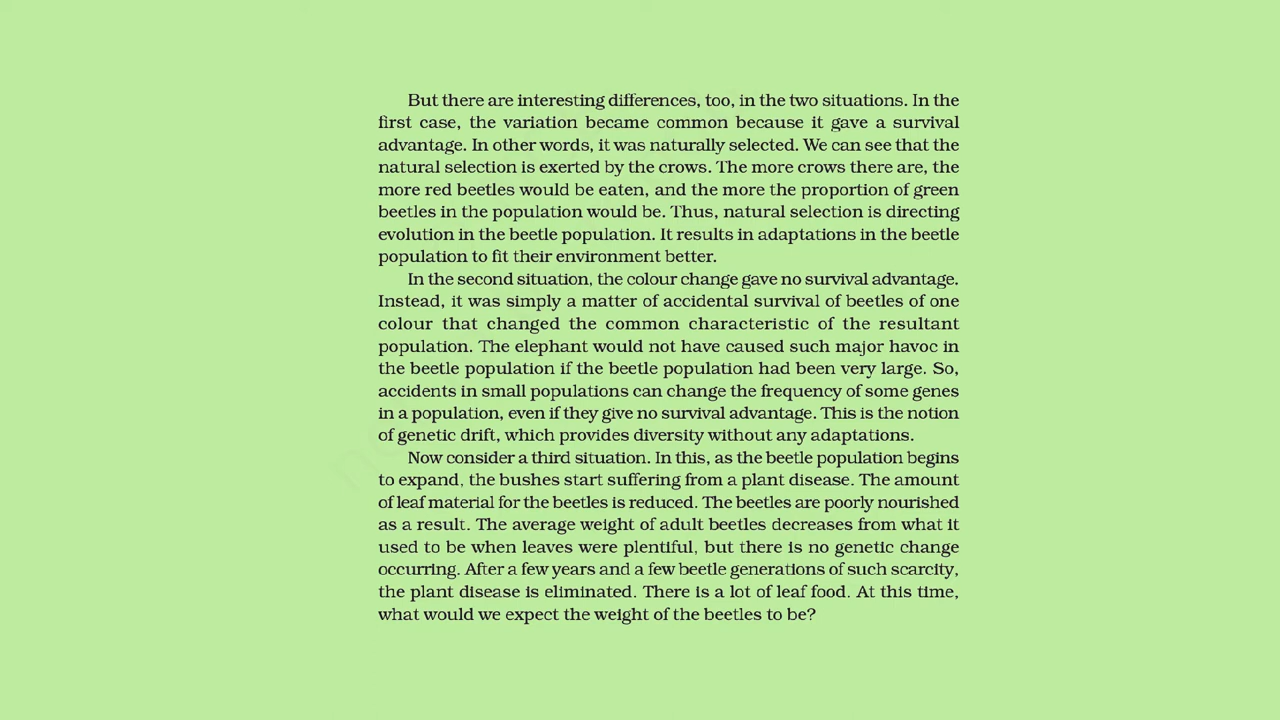 But there are interesting differences, too, in the two situations. In the
first case, the variation became common because it gave a survival
advantage. In other words, it was naturally selected. We can see that the
natural selection is exerted by the crows. The more crows there are, the
more red beetles would be eaten, and the more the proportion of green
beetles in the population would be. Thus, natural selection is directing
evolution in the beetle population. It results in adaptations in the beetle
population to fit their environment better.
In the second situation, the colour change gave no survival advantage.
Instead, it was simply a matter of accidental survival of beetles of one
colour that changed the common characteristic of the resultant
population. The elephant would not have caused such major havoc in
the beetle population if the beetle population had been very large. So,
accidents in small populations can change the frequency of some genes
in a population, even if they give no survival advantage. This is the notion
of genetic drift, which provides diversity without any adaptations.
Now consider a third situation. In this, as the beetle population begins
to expand, the bushes start suffering from a plant disease. The amount
of leaf material for the beetles is reduced. The beetles are poorly nourished
as a result. The average weight of adult beetles decreases from what it
used to be when leaves were plentiful, but there is no genetic change
occurring. After a few years and a few beetle generations of such scarcity,
the plant disease is eliminated. There is a lot of leaf food. At this time,
what would we expect the weight of the beetles to be?